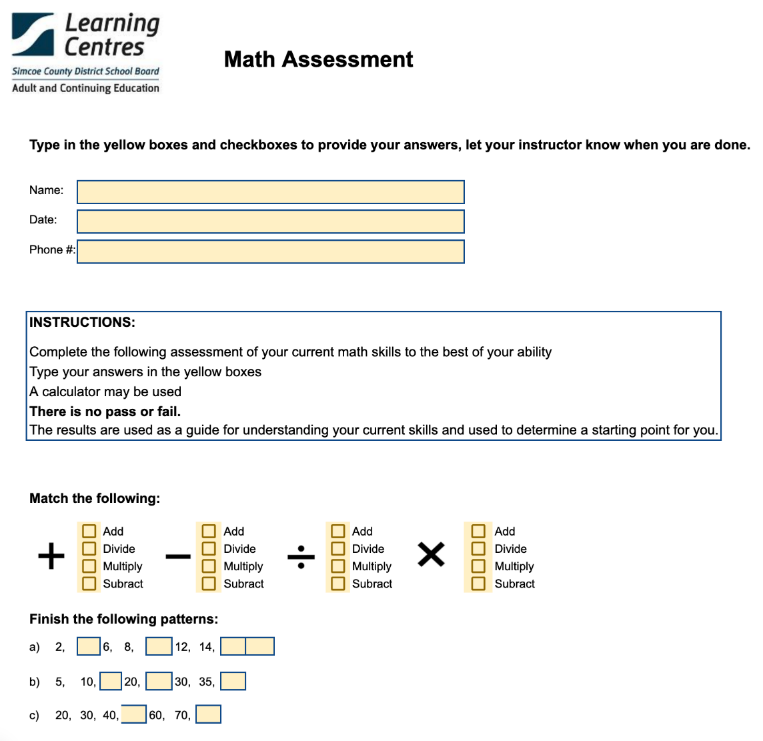 Learning
Centres
Simcoe County District School Board
Adult and Continuing Education
Math Assessment
Type in the yellow boxes and checkboxes to provide your answers, let your instructor know when you are done.
Name:
Date:
Phone #:
INSTRUCTIONS:
Complete the following assessment of your current math skills to the best of your ability
Type your answers in the yellow boxes
A calculator may be used
There is no pass or fail.
The results are used as a guide for understanding your current skills and used to determine a starting point for you.
Match the following:
+ Add Divide Multiply Subtract
− Add Divide Multiply Subtract
÷ Add Divide Multiply Subtract
× Add Divide Multiply Subtract
Finish the following patterns:
a) 2, 6, 8, 12, 14,
b) 5, 10, 20, 30, 35,
c) 20, 30, 40, 60, 70,